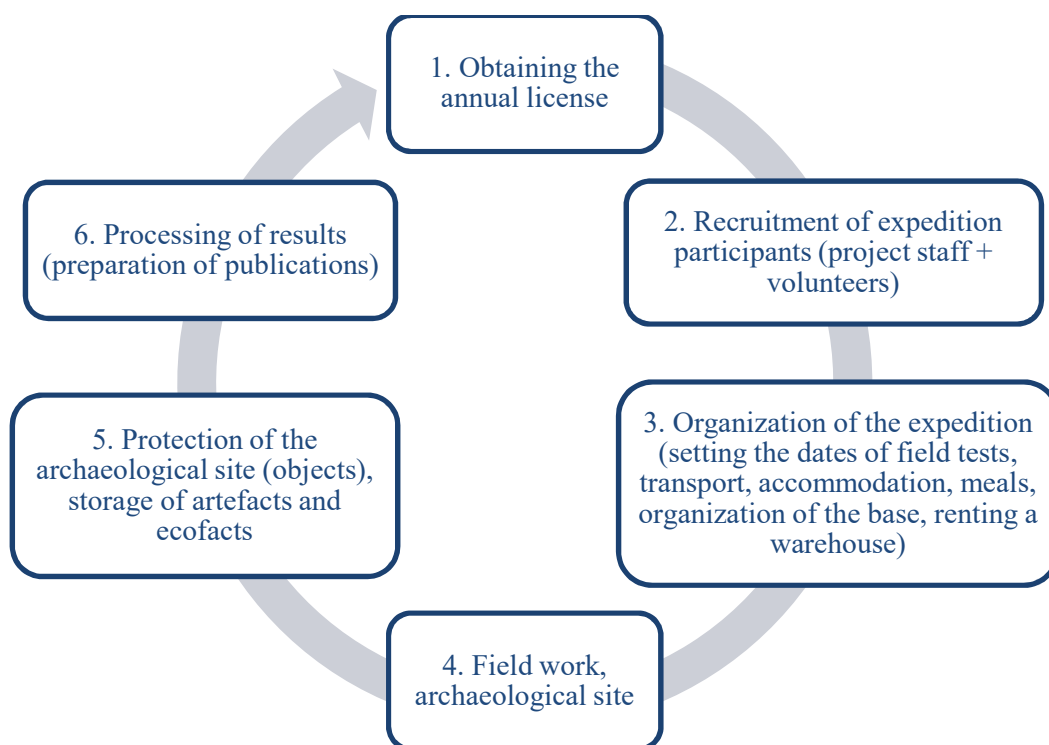 1. Obtaining the
annual license
2. Recruitment of expedition
participants (project staff +
volunteers)
3. Organization of the expedition
(setting the dates of field tests,
transport, accommodation, meals,
organization of the base, renting a
warehouse)
4. Field work,
archaeological site
5. Protection of the
archaeological site (objects),
storage of artefacts and
ecofacts
6. Processing of results
(preparation of publications)